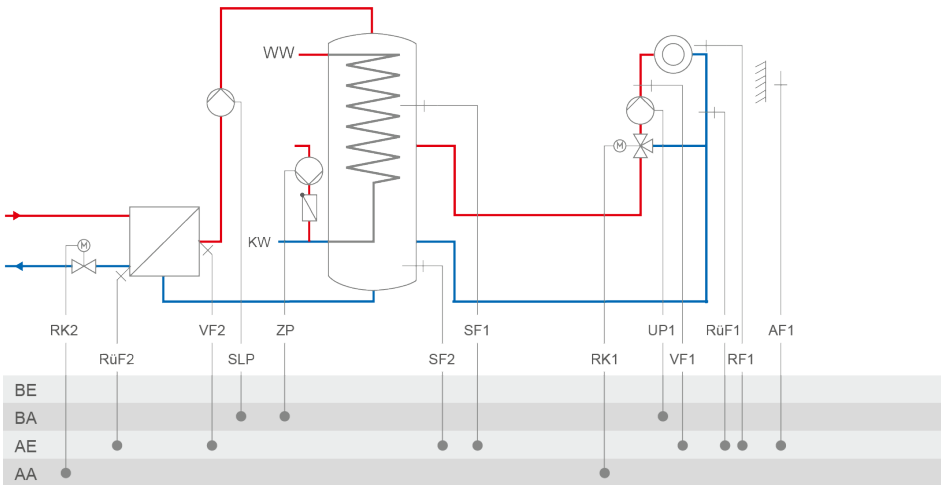 WW
M
KW
M
RK2
VF2
ZP
SF1
UP1
RüF1
AF1
RüF2
SLP
SF2
RK1
VF1
RF1
BE
BA
AE
AA